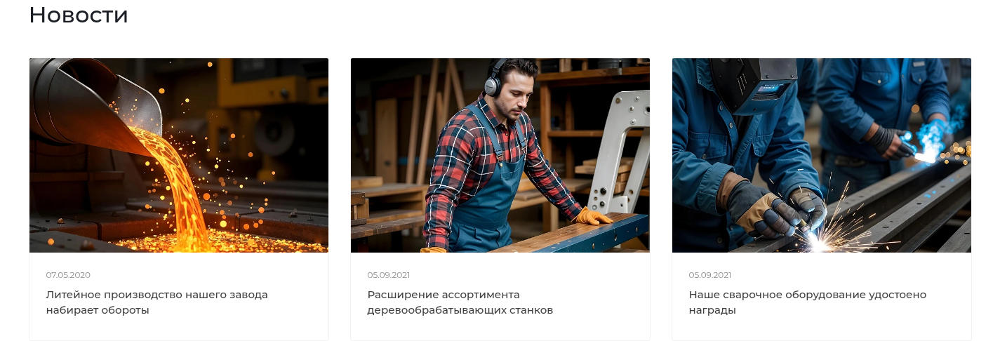 Новости
07.05.2020
Литейное производство нашего завода
набирает обороты
05.09.2021
Расширение ассортимента
деревообрабатывающих станков
05.09.2021
Наше сварочное оборудование удостоено
награды